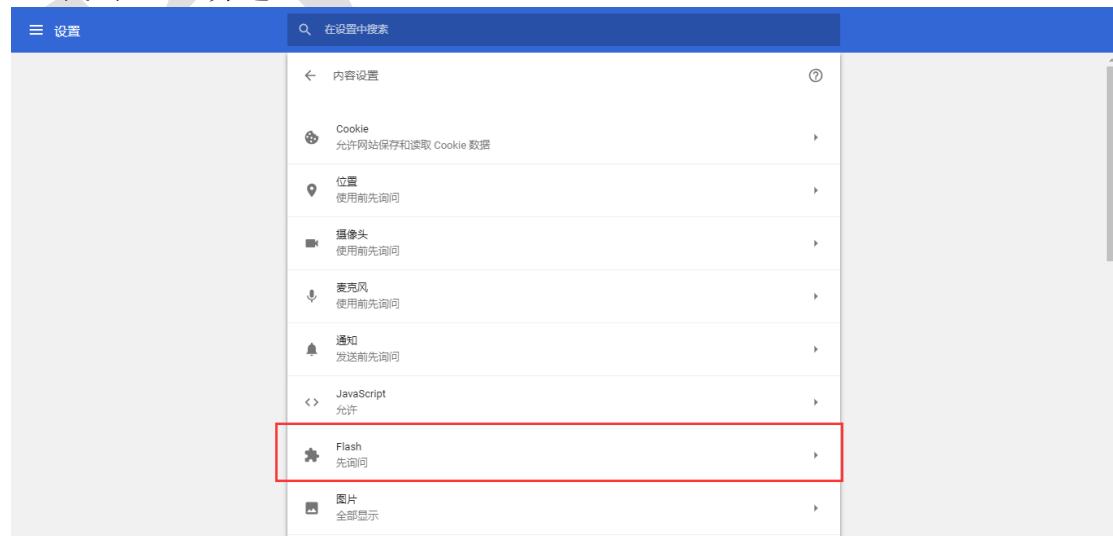 设置
在设置中搜索
内容设置
Cookie
允许网站保存和读取 Cookie 数据
位置
使用前先询问
摄像头
使用前先询问
麦克风
使用前先询问
通知
发送前先询问
JavaScript
允许
Flash
先询问
图片
全部显示